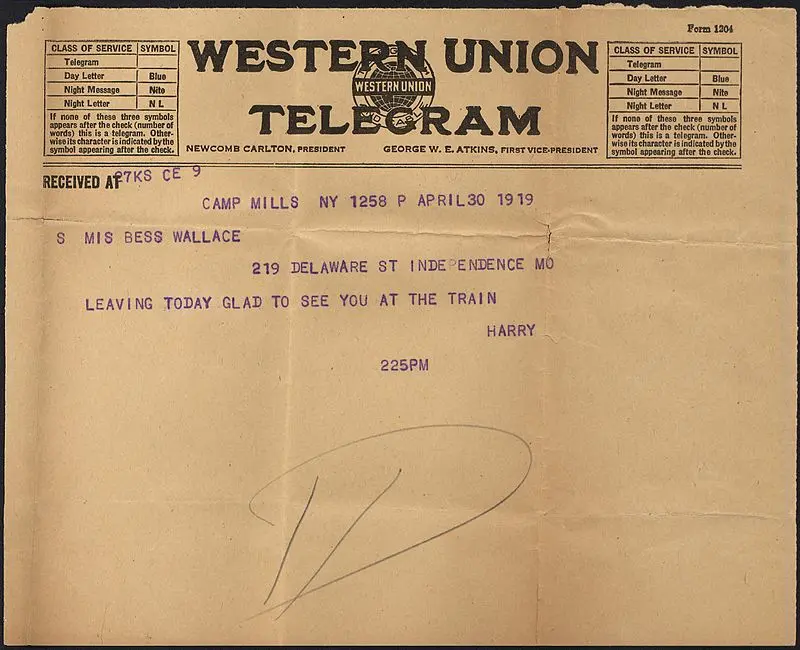 Form 1204
CLASS OF SERVICE SYMBOL
Telegram
Day Letter Blue
Night Message Nite
Night Letter N L
If none of these three symbols
appears after the check (number of
words) this is a telegram. Other-
wise its character is indicated by the
symbol appearing after the check.
WESTERN UNION
WESTERN UNION
TELEGRAM
NEWCOMB CARLTON, PRESIDENT GEORGE W. E. ATKINS, FIRST VICE-PRESIDENT
CLASS OF SERVICE SYMBOL
Telegram
Day Letter Blue
Night Message Nite
Night Letter N L
If none of these three symbols
appears after the check (number of
words) this is a telegram. Other-
wise its character is indicated by the
symbol appearing after the check.
RECEIVED AT 27KS CE 9
CAMP MILLS NY 1258 P APRIL 30 1919
S MIS BESS WALLACE
219 DELAWARE ST INDEPENDENCE MO
LEAVING TODAY GLAD TO SEE YOU AT THE TRAIN
HARRY
225PM